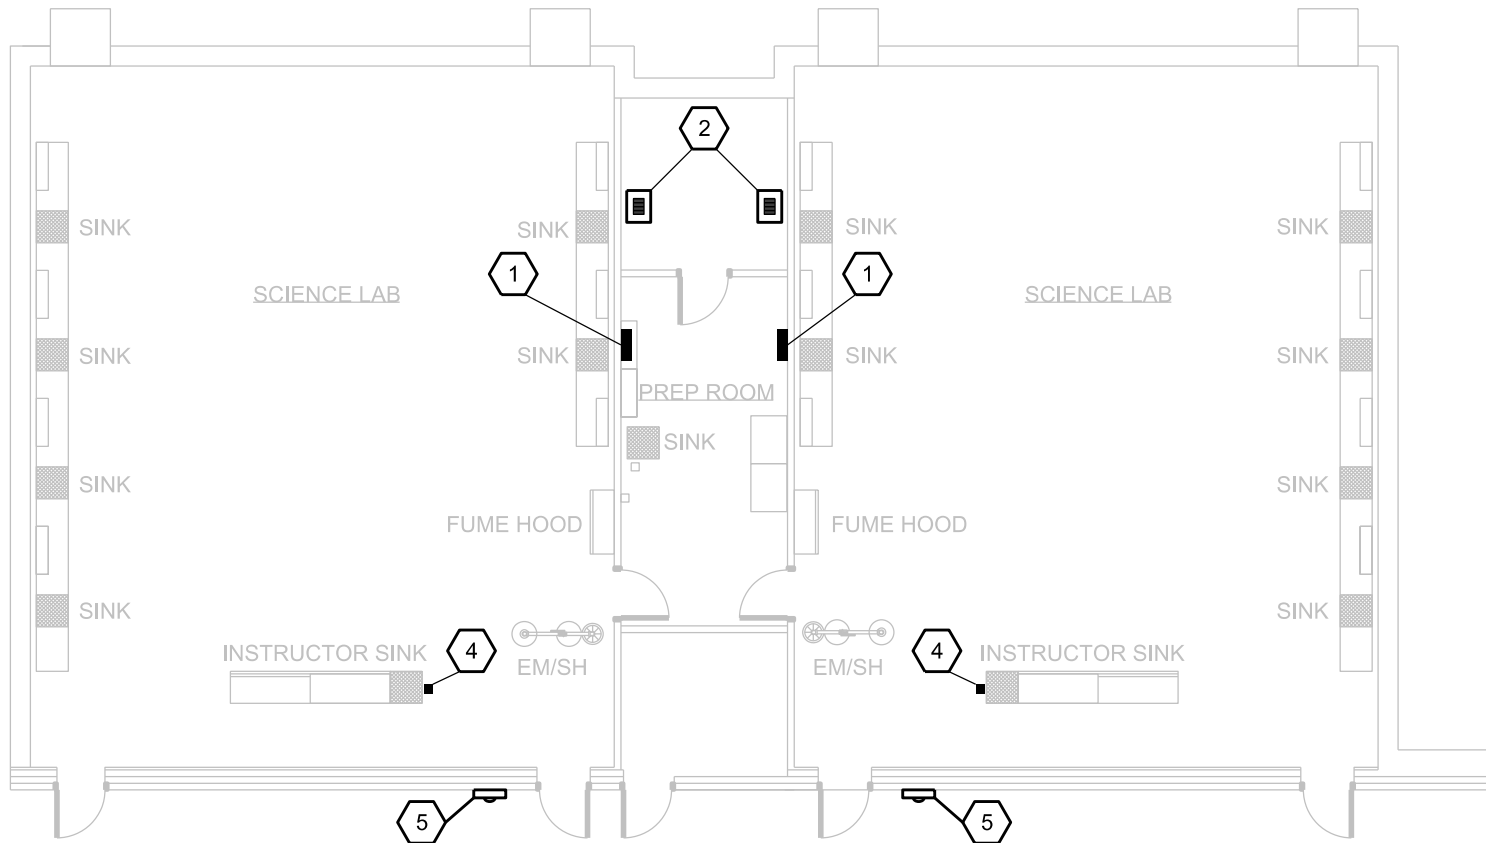 2
SINK
SINK
SINK
SINK
1
1
SCIENCE LAB
SCIENCE LAB
SINK
SINK
SINK
SINK
PREP ROOM
SINK
SINK
SINK
FUME HOOD
FUME HOOD
SINK
SINK
4
4
INSTRUCTOR SINK
EM/SH
EM/SH
INSTRUCTOR SINK
5
5